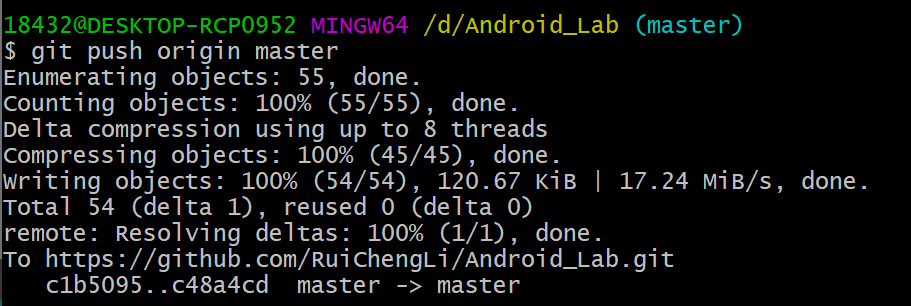 18432@DESKTOP-RCPO952 MINGW64 /d/Android_Lab (master)
$ git push origin master
Enumerating objects: 55, done.
Counting objects: 100% (55/55), done.
Delta compression using up to 8 threads
Compressing objects: 100% (45/45), done.
Writing objects: 100% (54/54), 120.67 KiB | 17.24 MiB/s, done.
Total 54 (delta 1), reused 0 (delta 0)
remote: Resolving deltas: 100% (1/1), done.
To https://github.com/RuiChengLi/Android_Lab.git
   c1b5095..c48a4cd  master -> master